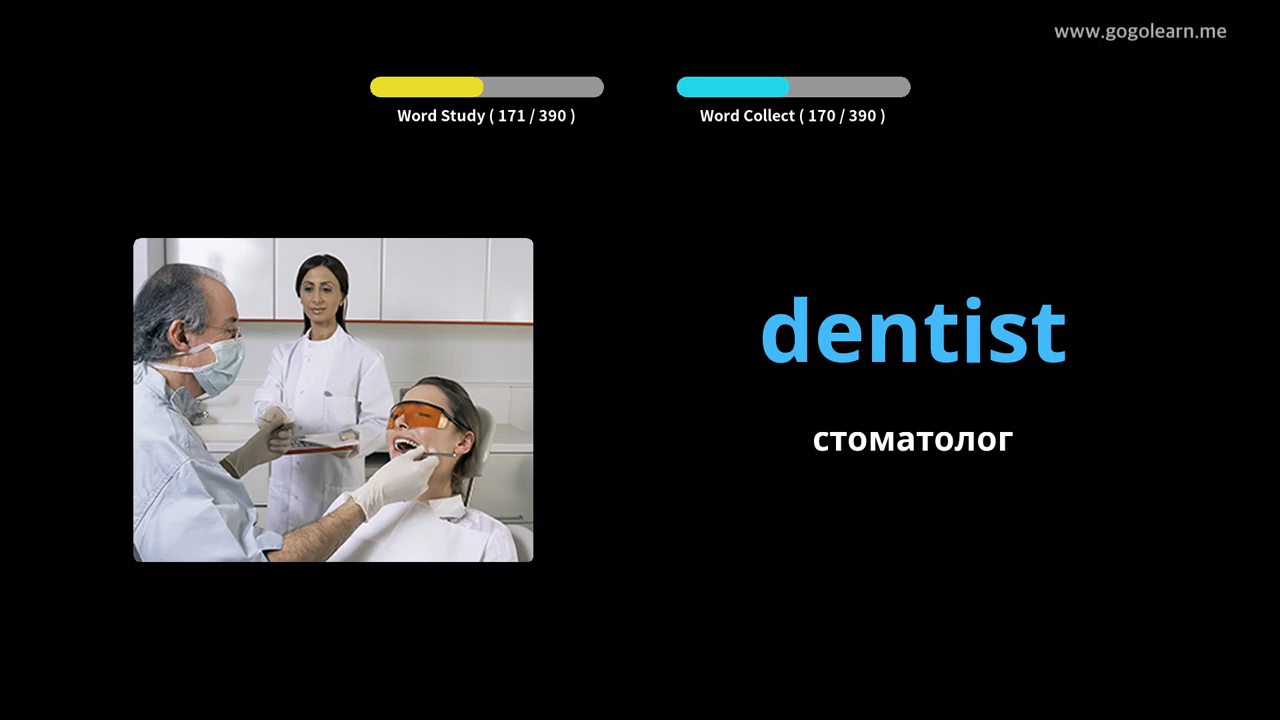 www.gogolearn.me
Word Study ( 171 / 390 )
Word Collect ( 170 / 390 )
dentist
стоматолог